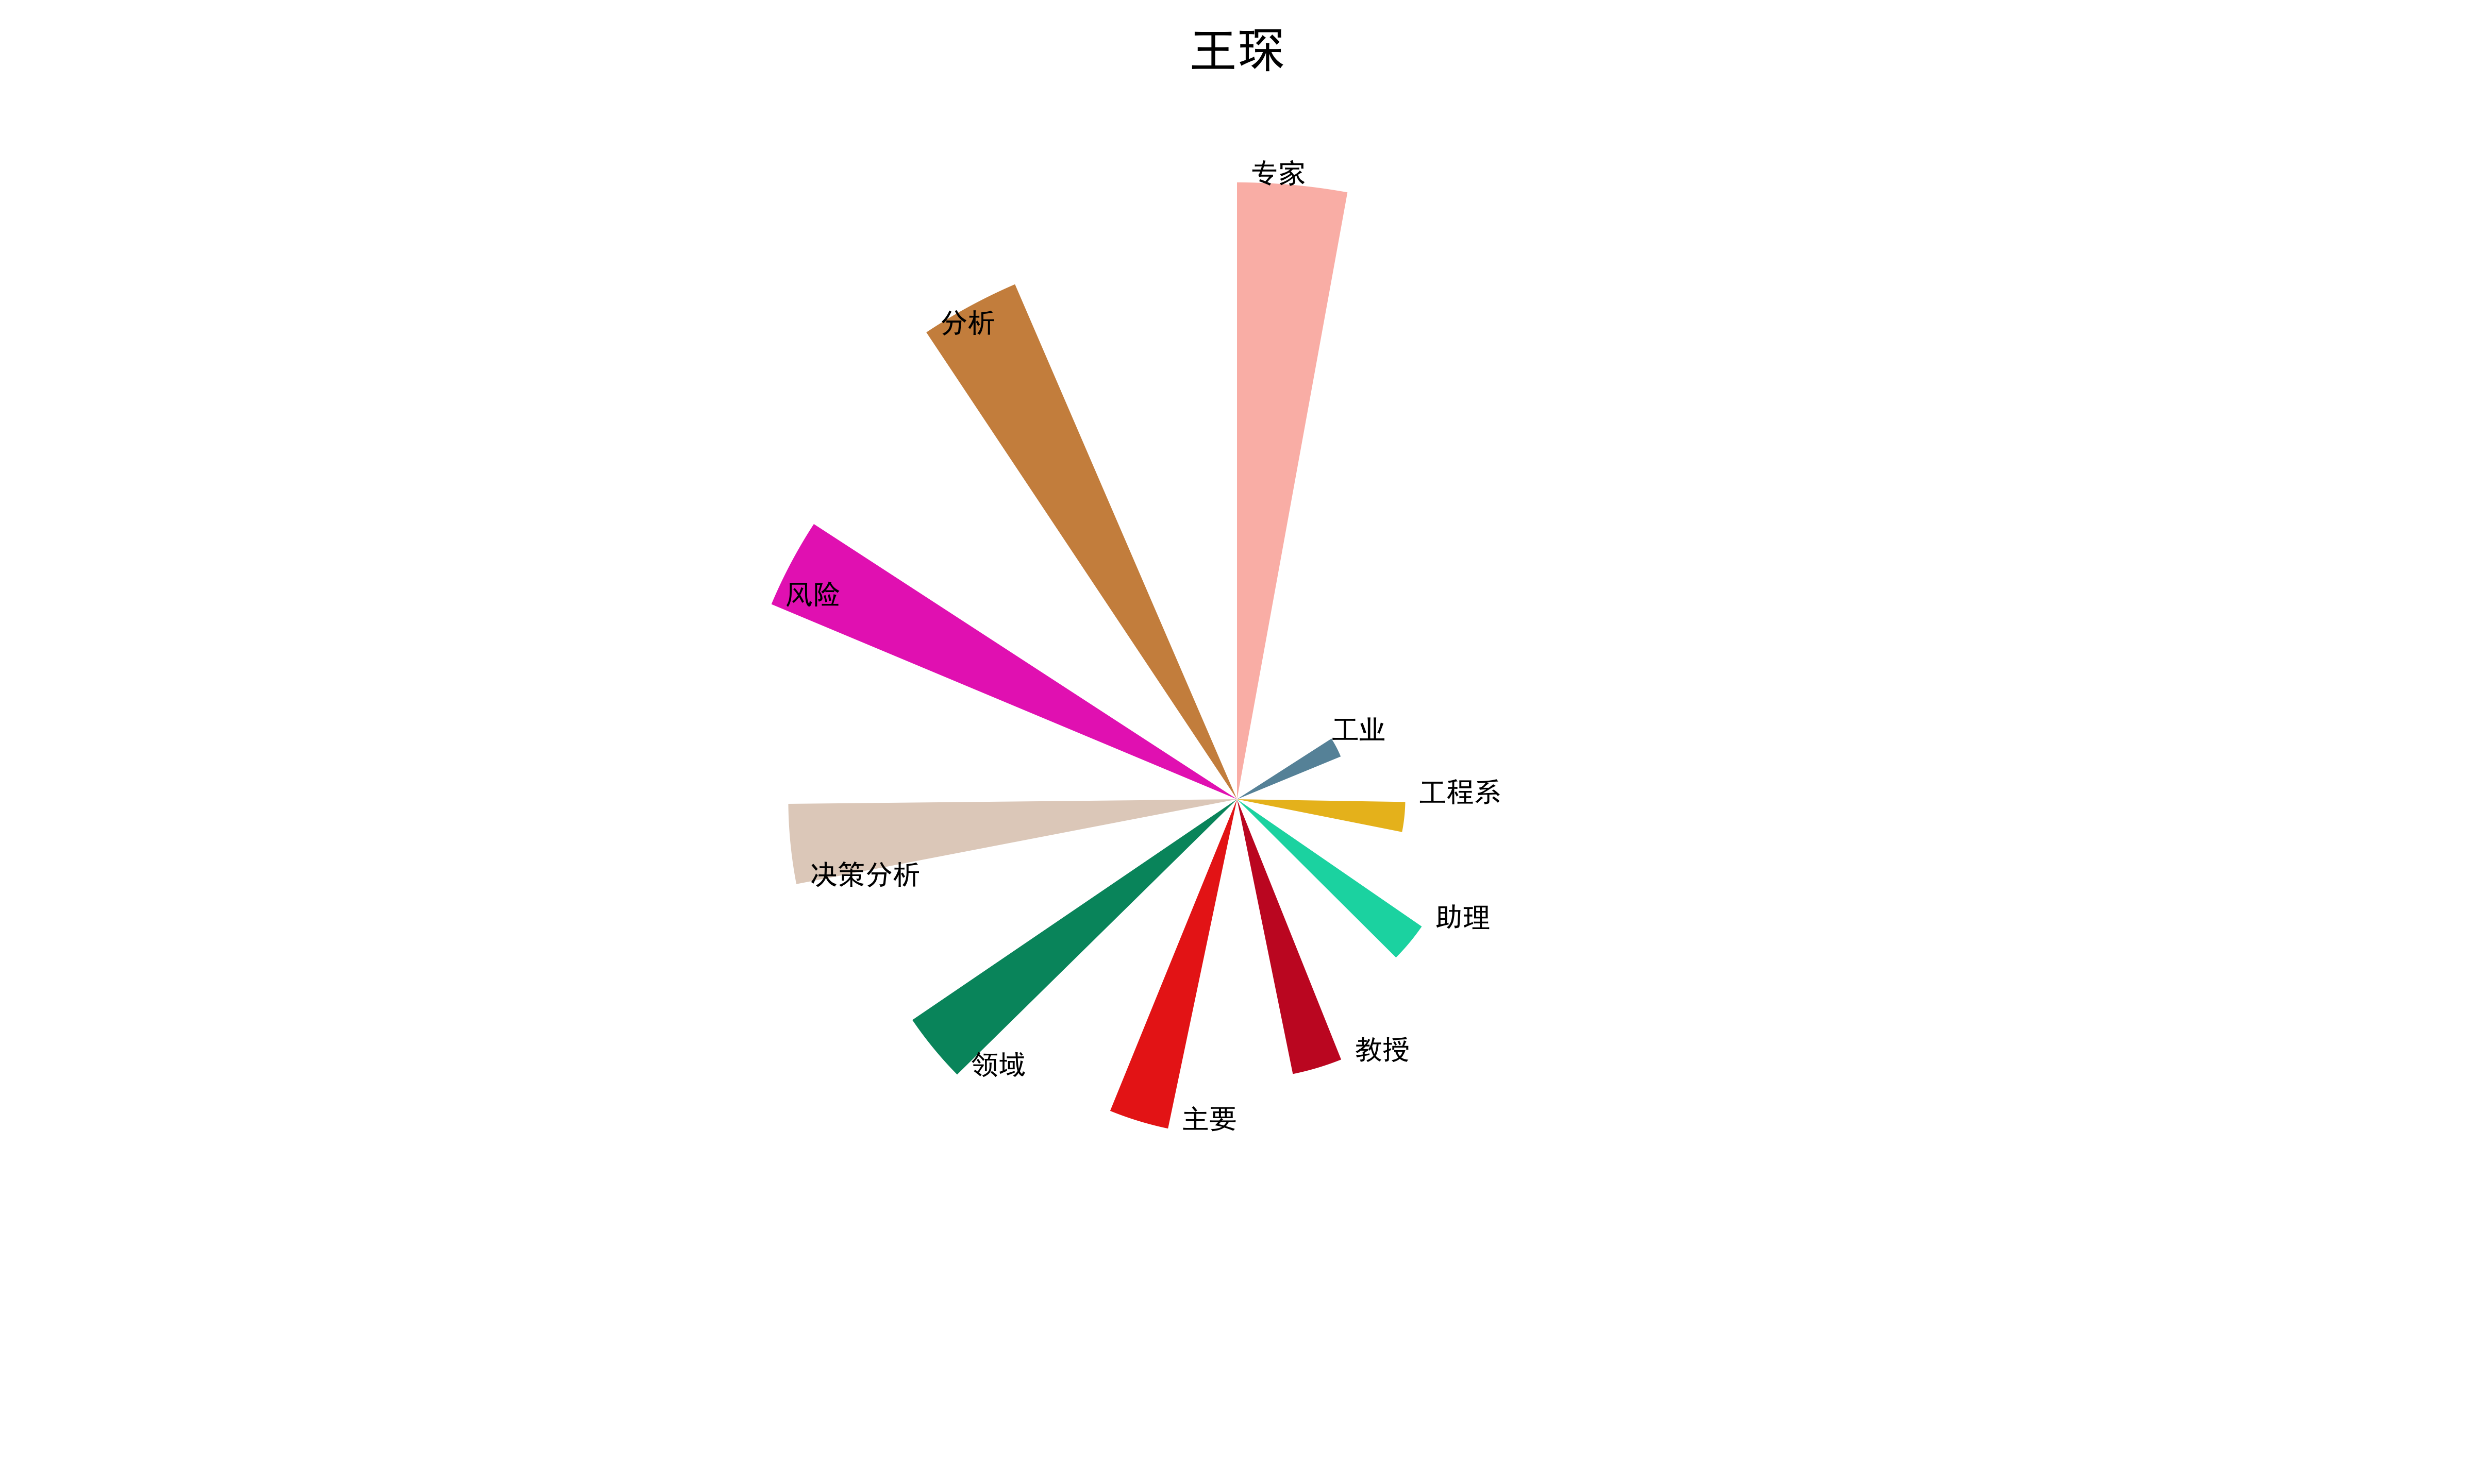 王琛
专家
分析
风险
工业
工程系
决策分析
助理
教授
领域
主要